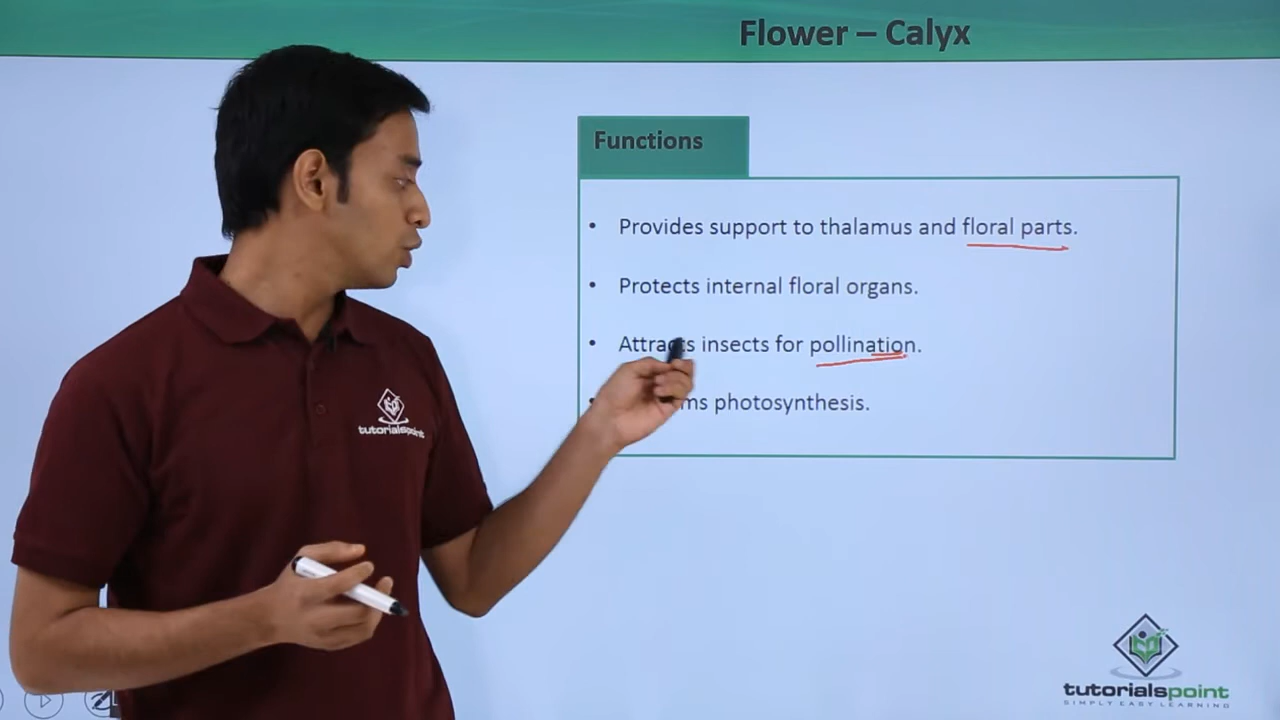 Flower – Calyx
Functions
• Provides support to thalamus and floral parts.
• Protects internal floral organs.
• Attracts insects for pollination.
photosynthesis.
tutorialspoint
tutorialspoint
SIMPLY EASY LEARNING